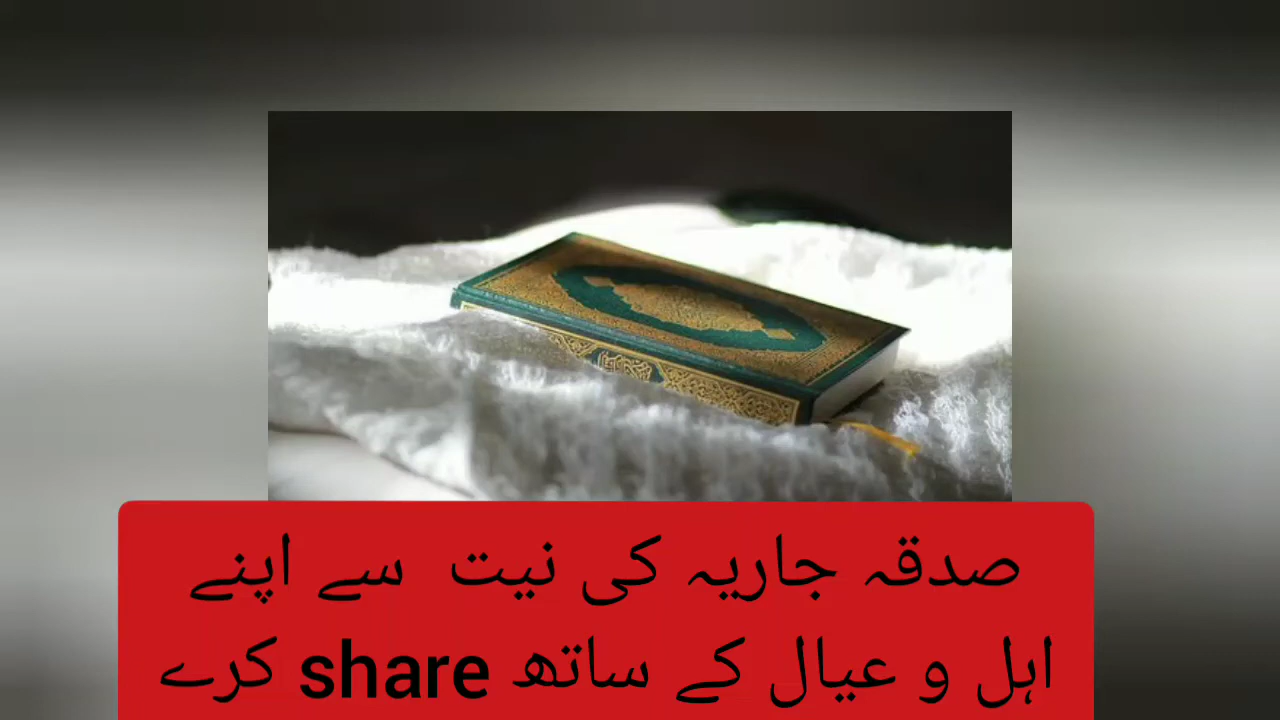 صدقہ جاریہ کی نیت سے اپنے
اہل و عیال کے ساتھ share کرے